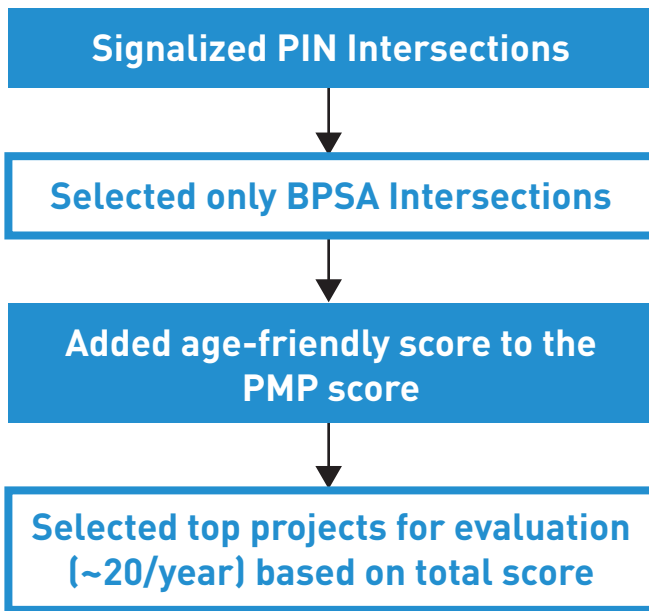 Signalized PIN Intersections
Selected only BPSA Intersections
Added age-friendly score to the
PMP score
Selected top projects for evaluation
(~20/year) based on total score